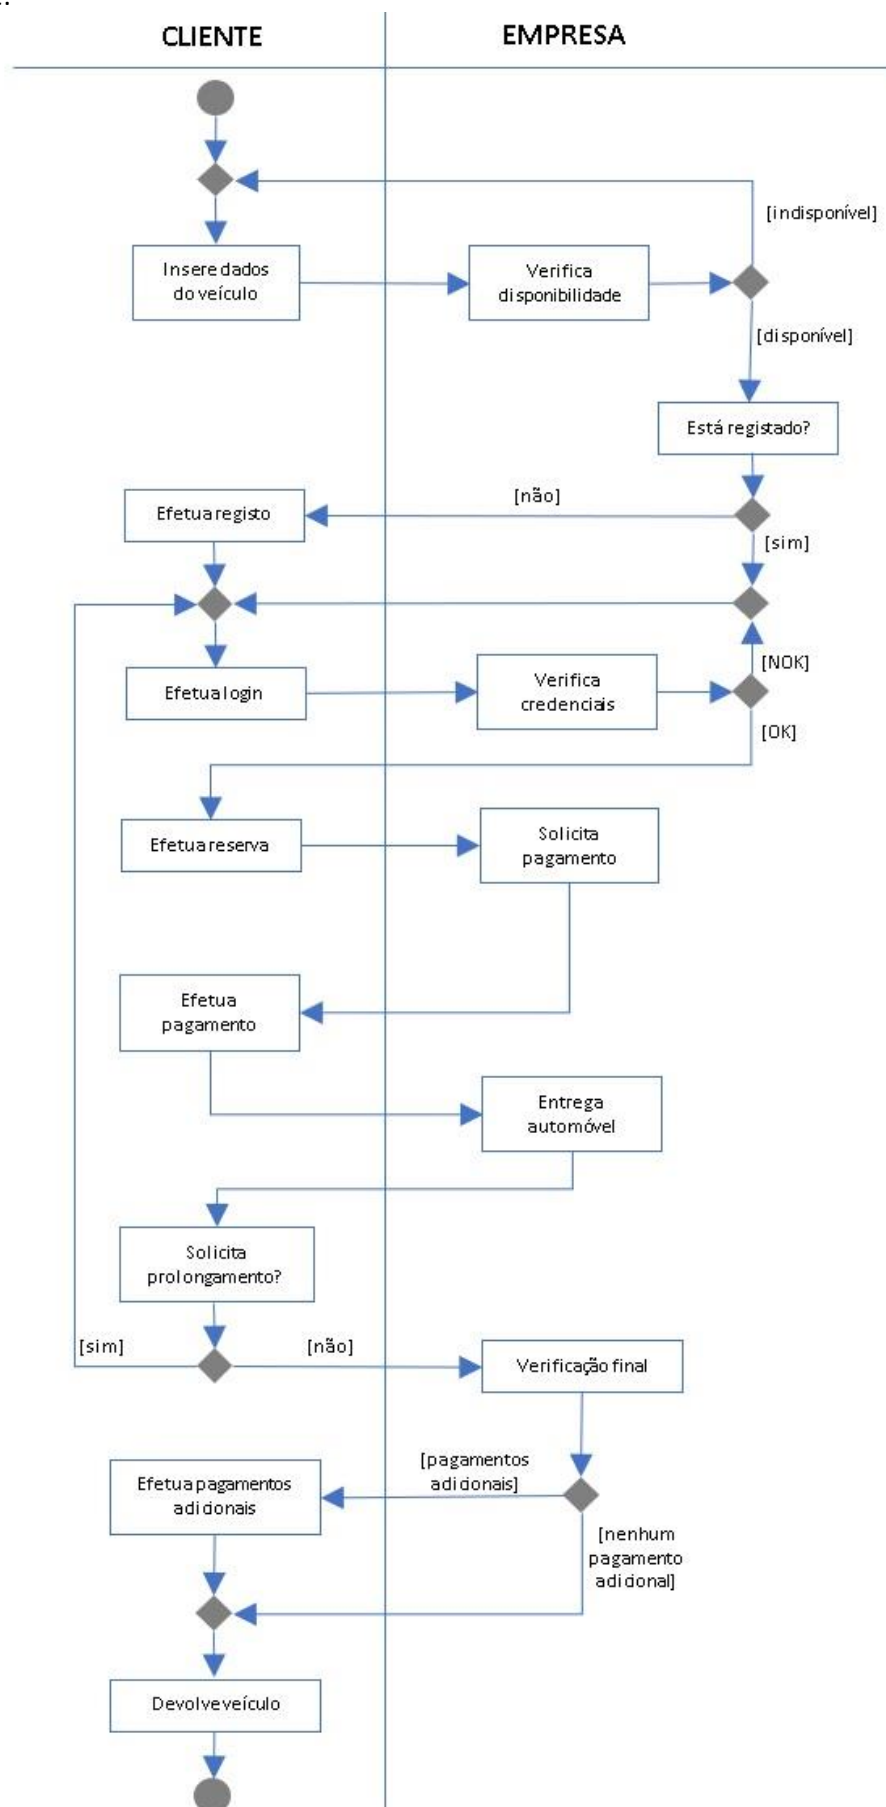 ..
CLIENTE
EMPRESA
[indisponível]
Insere dados
do veículo
Verifica
disponibilidade
[disponível]
Está registado?
[não]
Efetua registo
[sim]
[NOK]
Efetua login
Verifica
credenciais
[OK]
Efetua reserva
Solicita
pagamento
Efetua
pagamento
Entrega
automóvel
Solicita
prolongamento?
[sim]
[não]
Verificação final
[pagamentos
adicionais]
Efetua pagamentos
adicionais
[nenhum
pagamento
adicional]
Devolve veículo